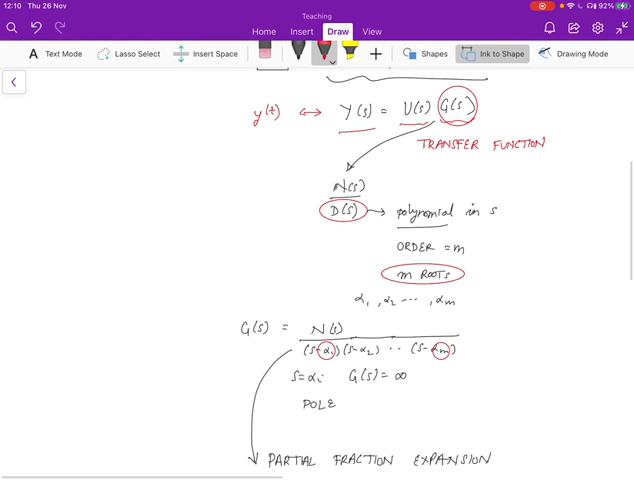 12:10 Thu 26 Nov
Teaching
92%
Home Insert Draw View
Text Mode Lasso Select Insert Space Shapes Ink to Shape Drawing Mode
y(t) ↔ Y(s) = U(s) G(s)
TRANSFER FUNCTION
N(s)
D(s) → polynomial in s
ORDER = m
m ROOTS
α₁, α₂ ..., αm
G(s) = N(s)
(s-α₁)(s-α₂) .. (s-αm)
s=αᵢ G(s) = ∞
POLE
PARTIAL FRACTION EXPANSION